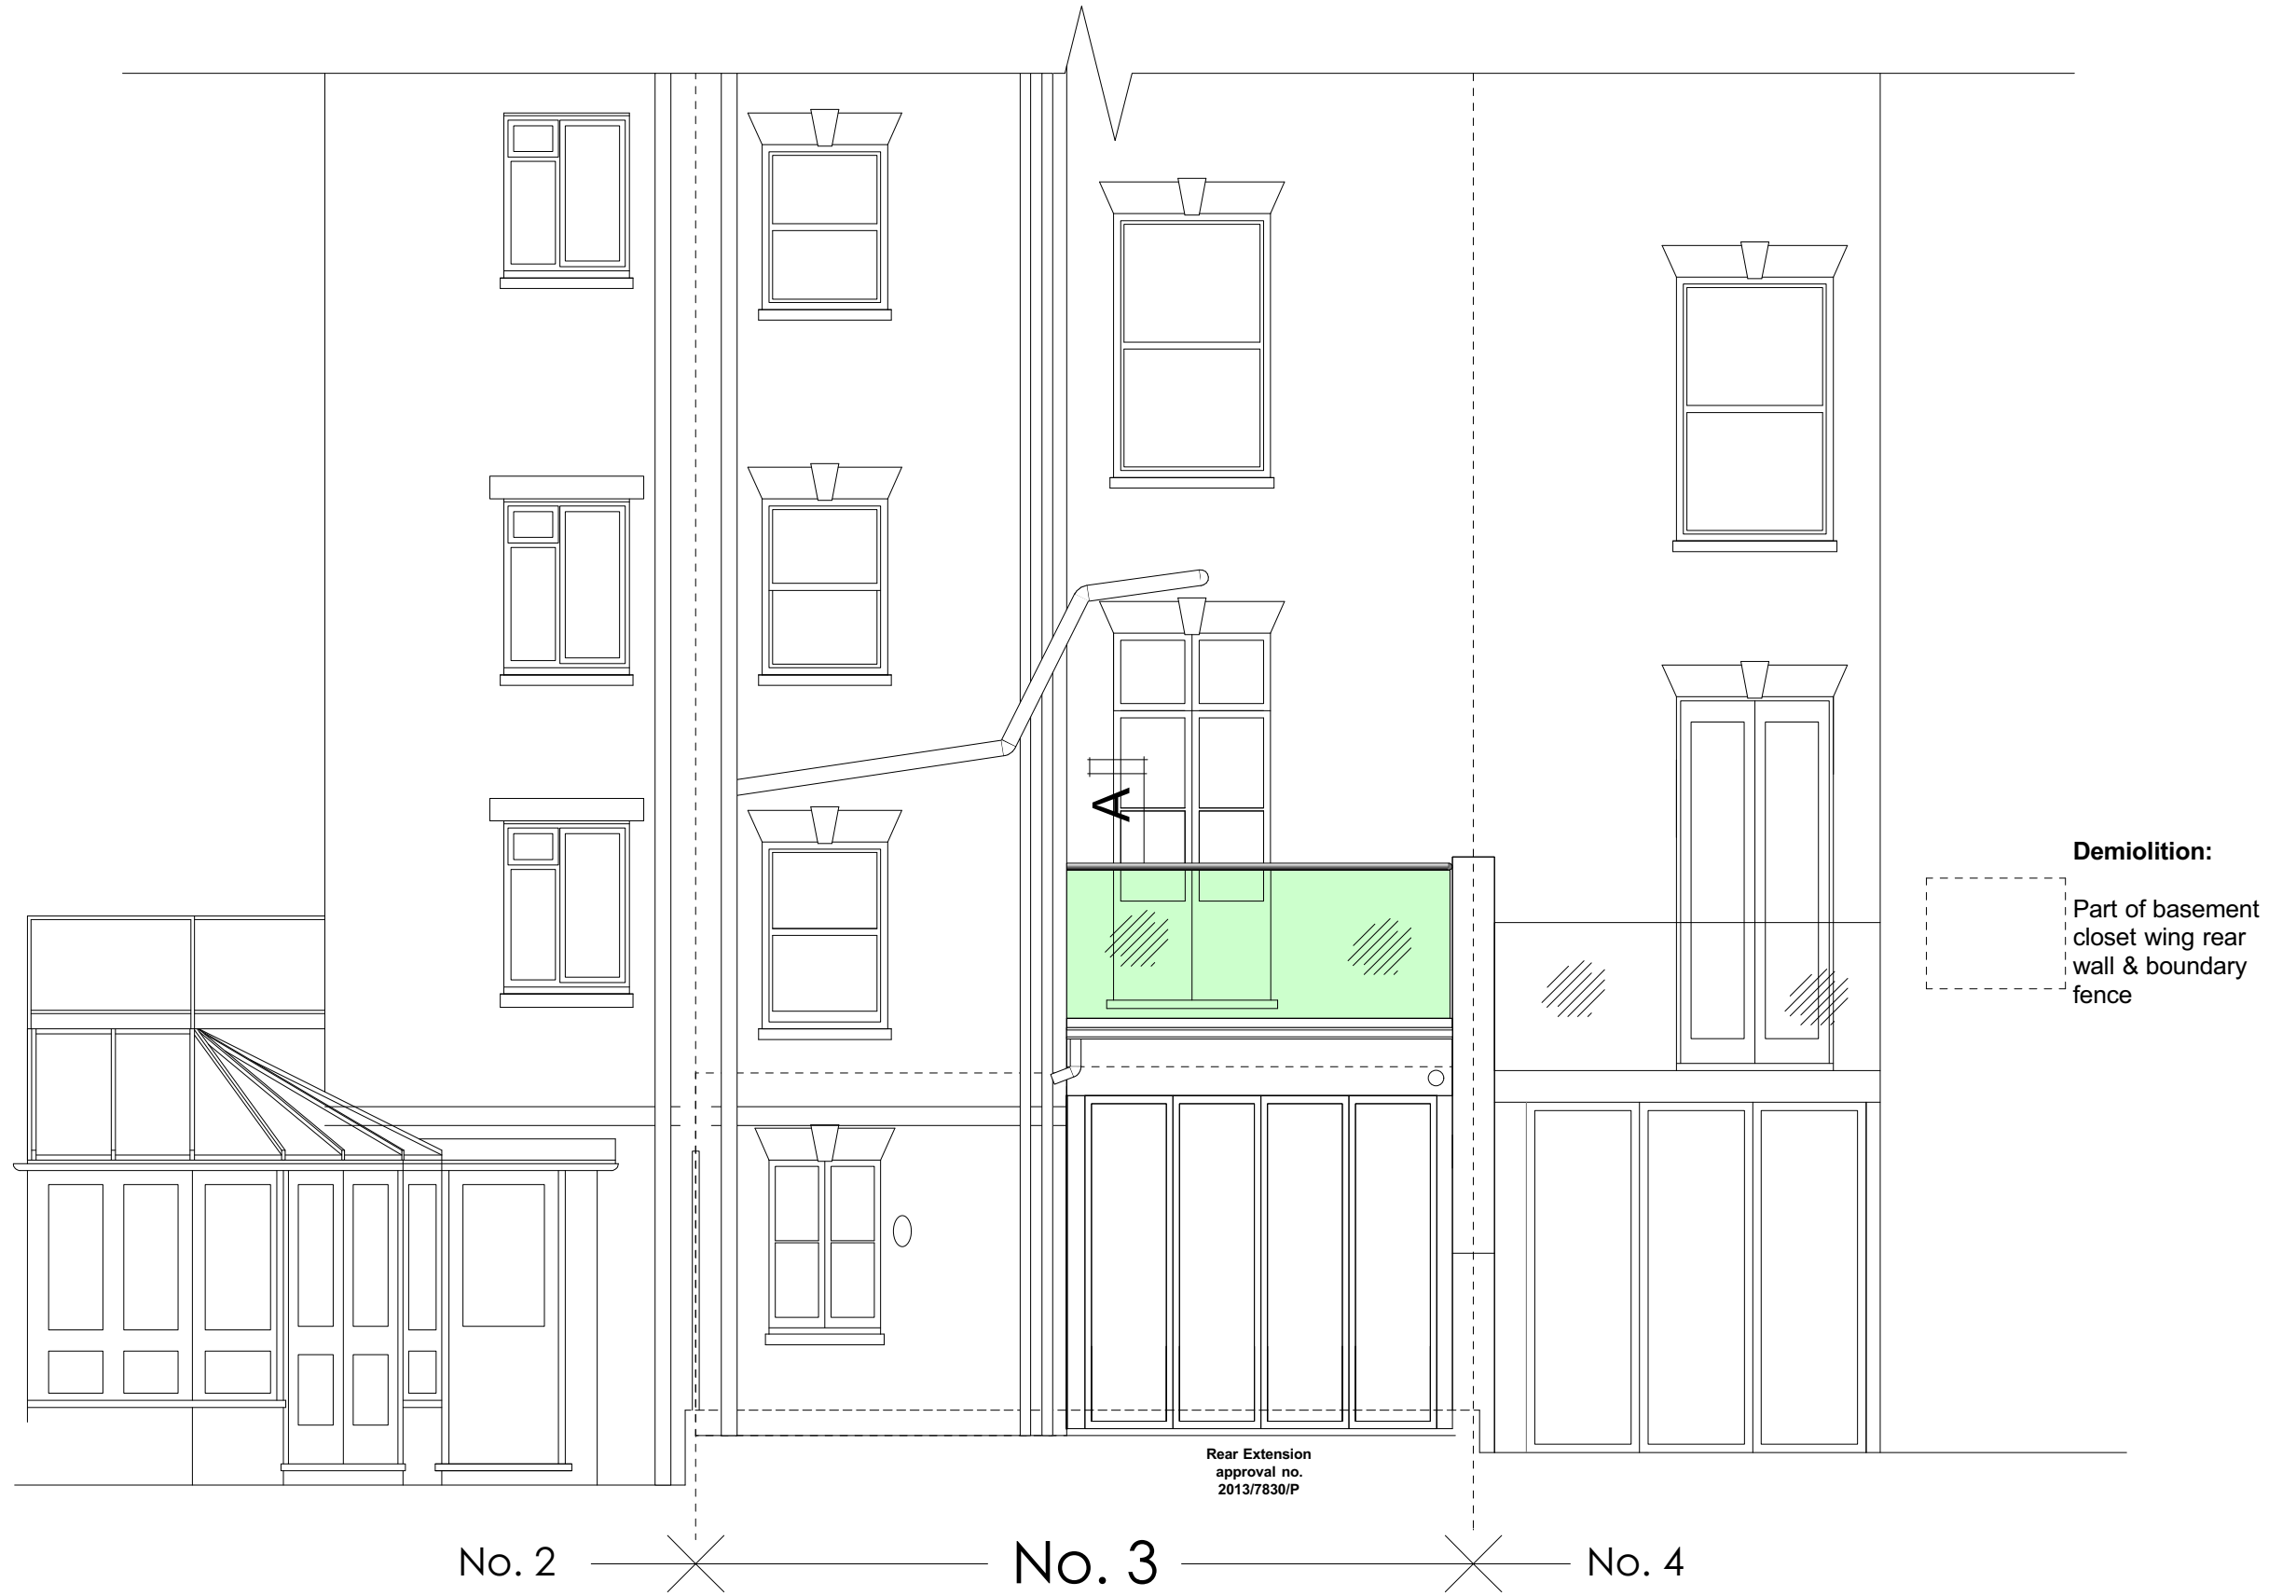 A
Demiolition:
Part of basement
closet wing rear
wall & boundary
fence
Rear Extension
approval no.
2013/7830/P
No. 2
No. 3
No. 4